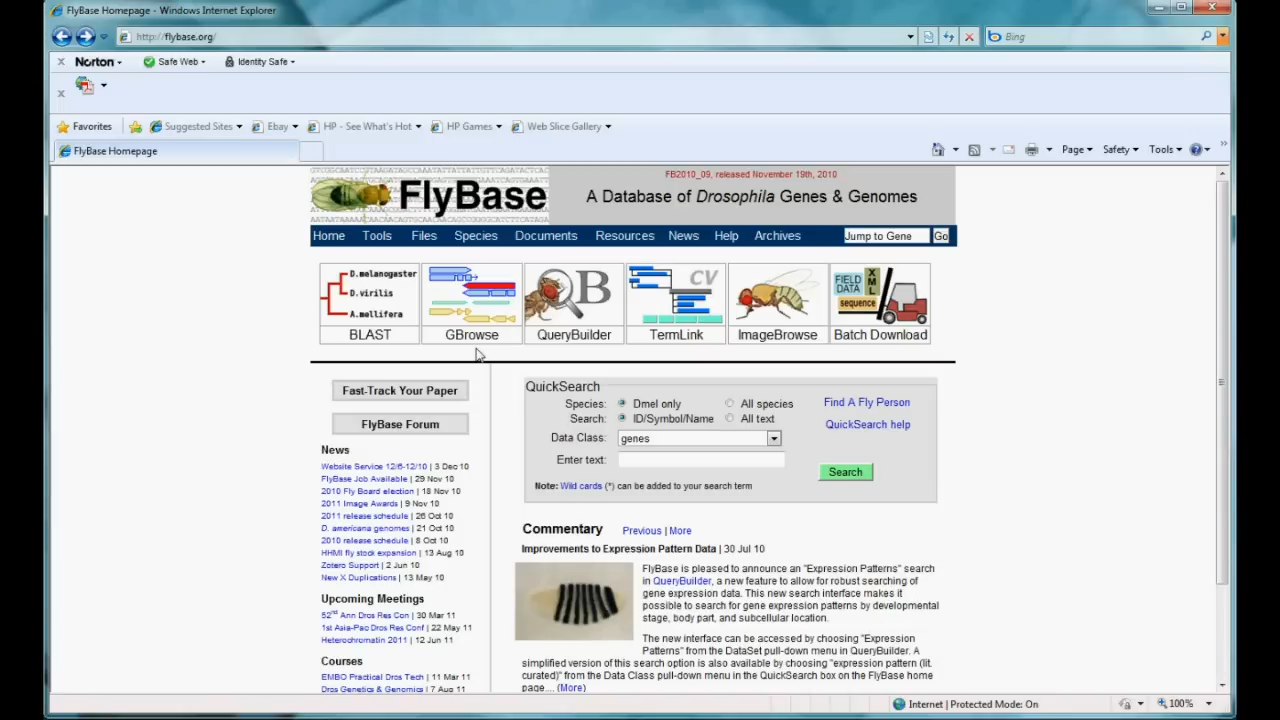 FlyBase Homepage - Windows Internet Explorer
http://flybase.org/
Bing
Norton
Safe Web
Identity Safe
Favorites
Suggested Sites
Ebay
HP - See What's Hot
HP Games
Web Slice Gallery
FlyBase Homepage
Page
Safety
Tools
FlyBase
FB2010_09, released November 19th, 2010
A Database of Drosophila Genes & Genomes
Home Tools Files Species Documents Resources News Help Archives Jump to Gene Go
D.melanogaster
D.virilis
A.mellifera
BLAST
GBrowse
B
QueryBuilder
CV
TermLink
ImageBrowse
FIELD
DATA
XML
sequence
Batch Download
Fast-Track Your Paper
FlyBase Forum
News
Website Service 12/6-12/10 | 3 Dec 10
FlyBase Job Available | 29 Nov 10
2010 Fly Board election | 18 Nov 10
2011 Image Awards | 9 Nov 10
2011 release schedule | 26 Oct 10
D. americana genomes | 21 Oct 10
2010 release schedule | 8 Oct 10
HHMI fly stock expansion | 13 Aug 10
Zotero Support | 2 Jun 10
New X Duplications | 13 May 10
Upcoming Meetings
52nd Ann Dros Res Con | 30 Mar 11
1st Asia-Pac Dros Res Conf | 22 May 11
Heterochromatin 2011 | 12 Jun 11
Courses
EMBO Practical Dros Tech | 11 Mar 11
Dros Genetics & Genomics | 7 Aug 11
QuickSearch
Species: Dmel only All species
Search: ID/Symbol/Name All text
Data Class: genes
Enter text:
Note: Wild cards (*) can be added to your search term
Find A Fly Person
QuickSearch help
Search
Commentary Previous | More
Improvements to Expression Pattern Data | 30 Jul 10
FlyBase is pleased to announce an "Expression Patterns" search
in QueryBuilder, a new feature to allow for robust searching of
gene expression data. This new search interface makes it
possible to search for gene expression patterns by developmental
stage, body part, and subcellular location.
The new interface can be accessed by choosing "Expression
Patterns" from the DataSet pull-down menu in QueryBuilder. A
simplified version of this search option is also available by choosing "expression pattern (lit.
curated)" from the Data Class pull-down menu in the QuickSearch box on the FlyBase home
page.... (More)
Internet | Protected Mode: On
100%